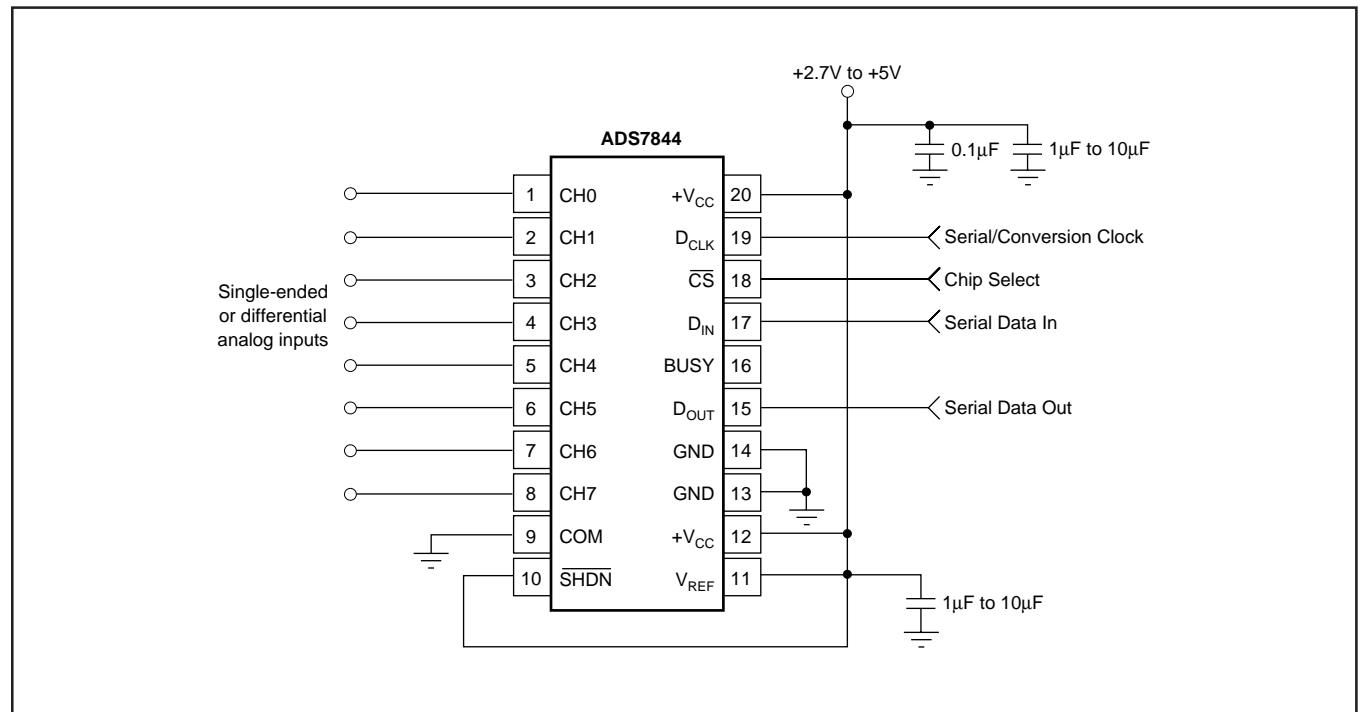 +2.7V to +5V
ADS7844
0.1μF
1μF to 10μF
1 CH0 +VCC 20
2 CH1 DCLK 19 Serial/Conversion Clock
3 CH2 CS 18 Chip Select
Single-ended
or differential
analog inputs
4 CH3 DIN 17 Serial Data In
5 CH4 BUSY 16
6 CH5 DOUT 15 Serial Data Out
7 CH6 GND 14
8 CH7 GND 13
9 COM +VCC 12
10 SHDN VREF 11
1μF to 10μF